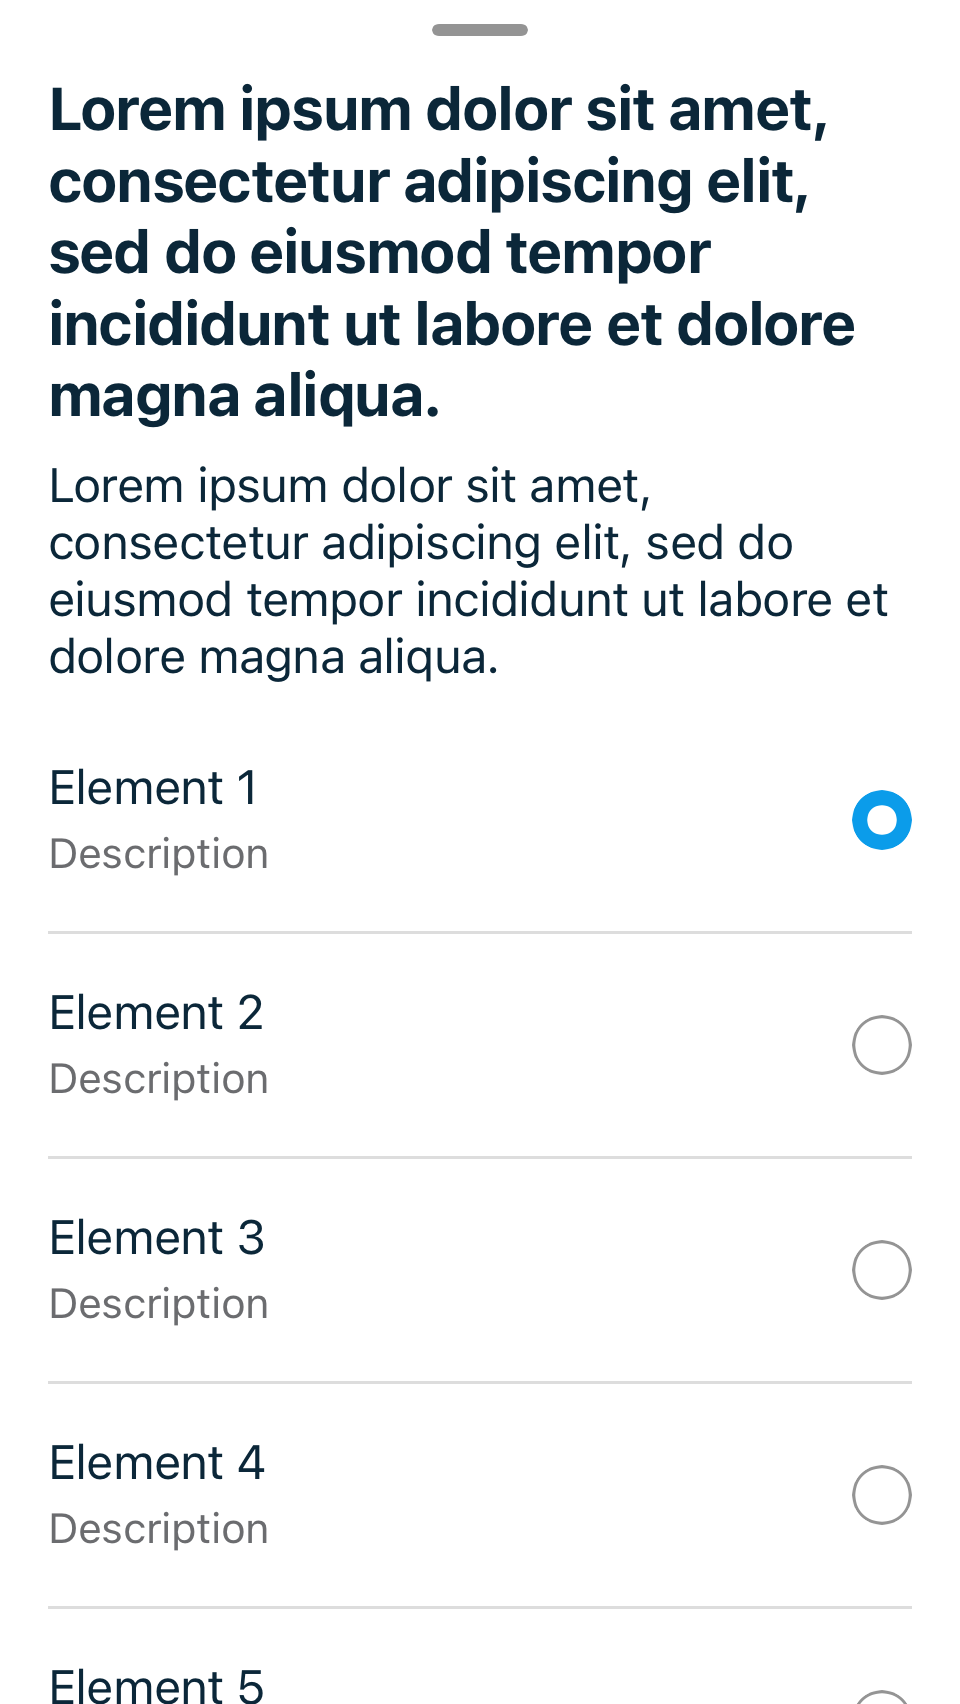 Lorem ipsum dolor sit amet,
consectetur adipiscing elit,
sed do eiusmod tempor
incididunt ut labore et dolore
magna aliqua.
Lorem ipsum dolor sit amet,
consectetur adipiscing elit, sed do
eiusmod tempor incididunt ut labore et
dolore magna aliqua.
Element 1
Description
Element 2
Description
Element 3
Description
Element 4
Description
Element 5